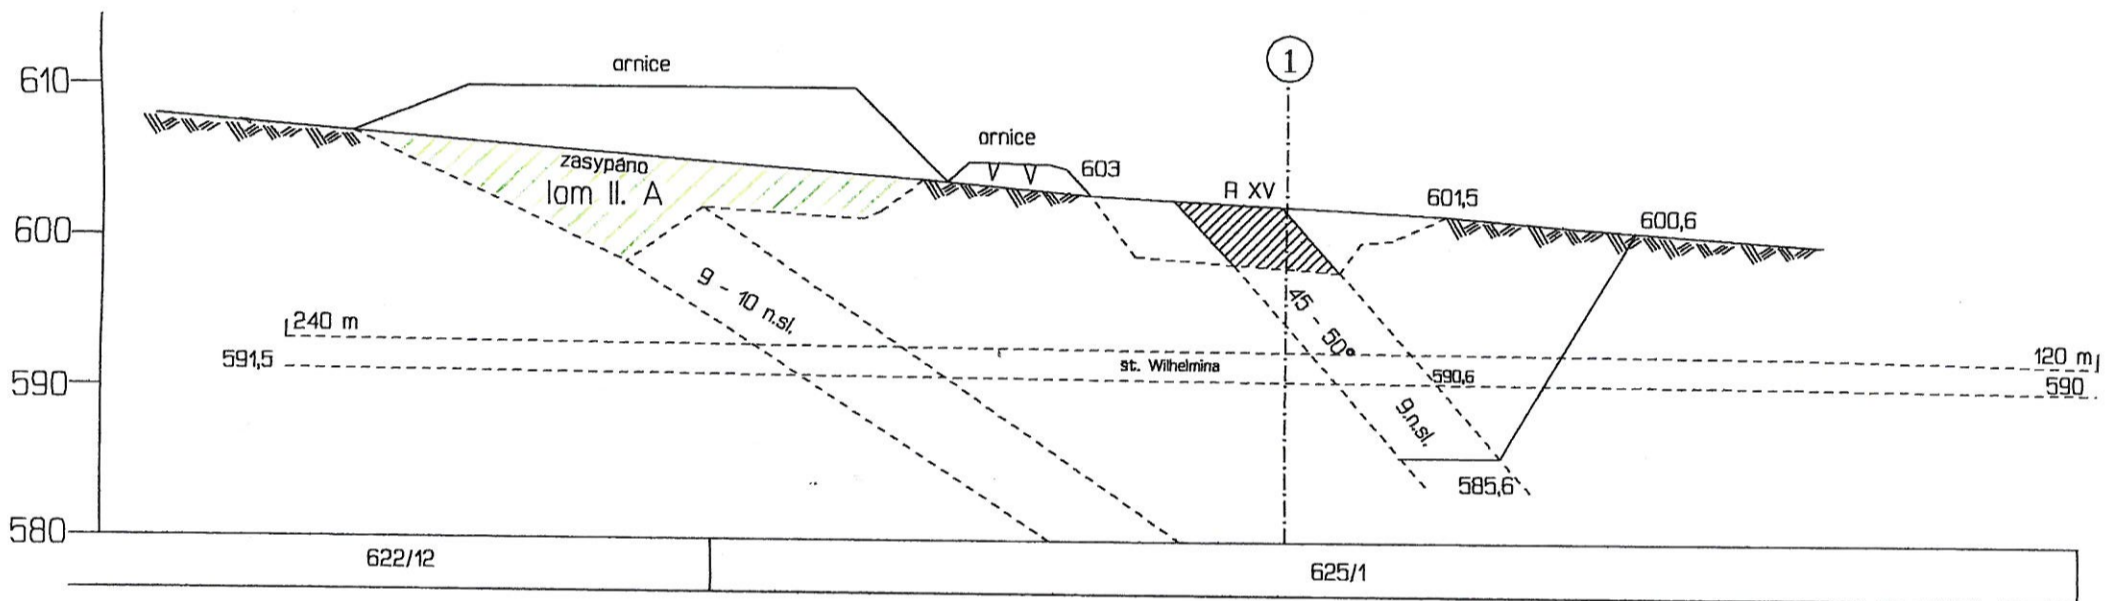 1
610
ornice
ornice
zasypáno
603
lom II. A
A XV
601,5
600,6
600
9 - 10 n.sl.
45 - 50°
240 m
591,5
st. Wilhelmina
120 m
590,6
590
590
9.n.sl.
585,6
580
622/12
625/1